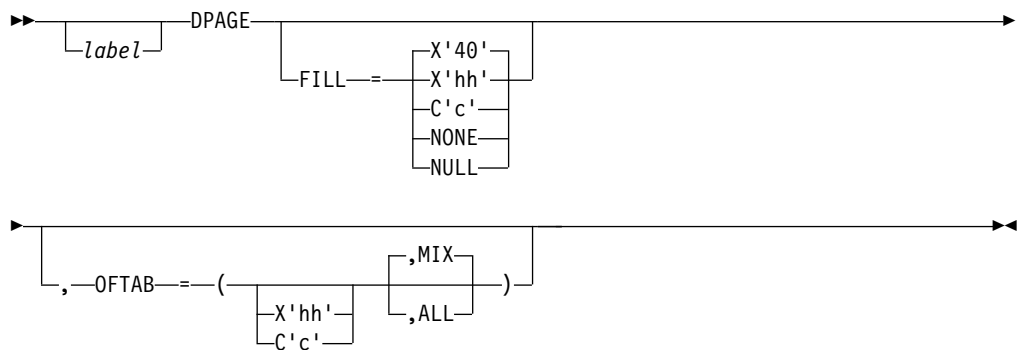 DPAGE
label
X'40'
FILL = X'hh'
C'c'
NONE
NULL
,MIX
, OFTAB = ( )
X'hh' ,ALL
C'c'